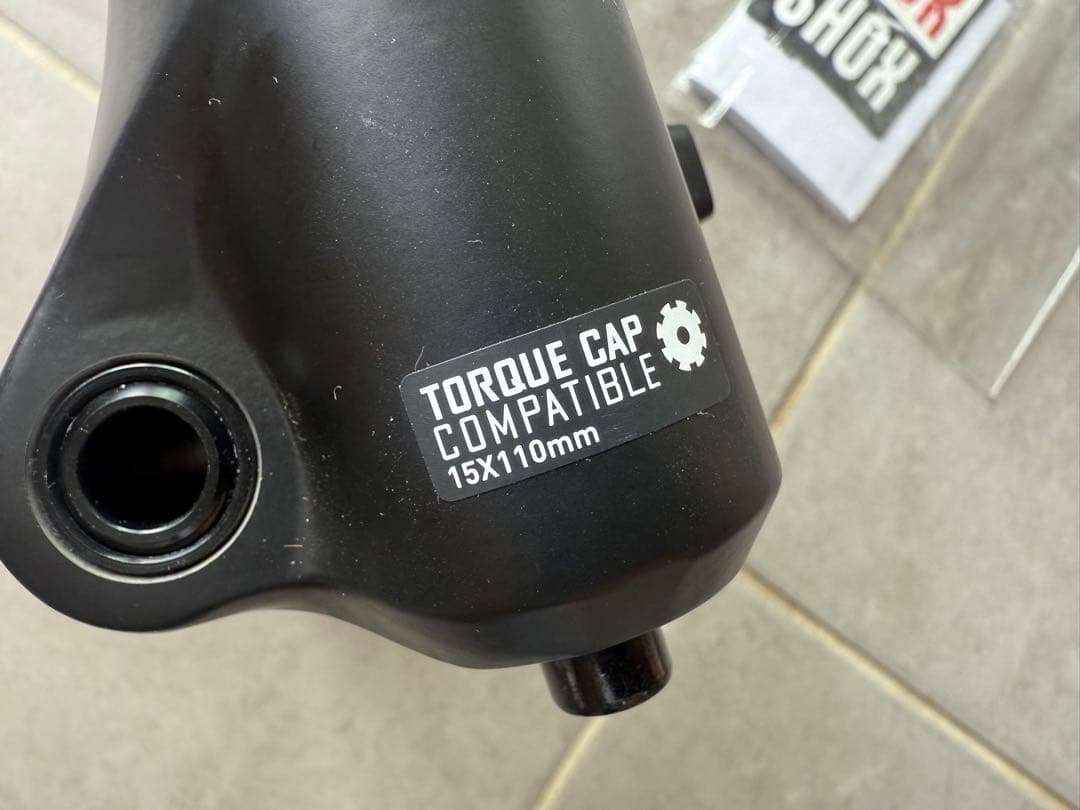 SHOX
TORQUE CAP
COMPATIBLE
15X110mm